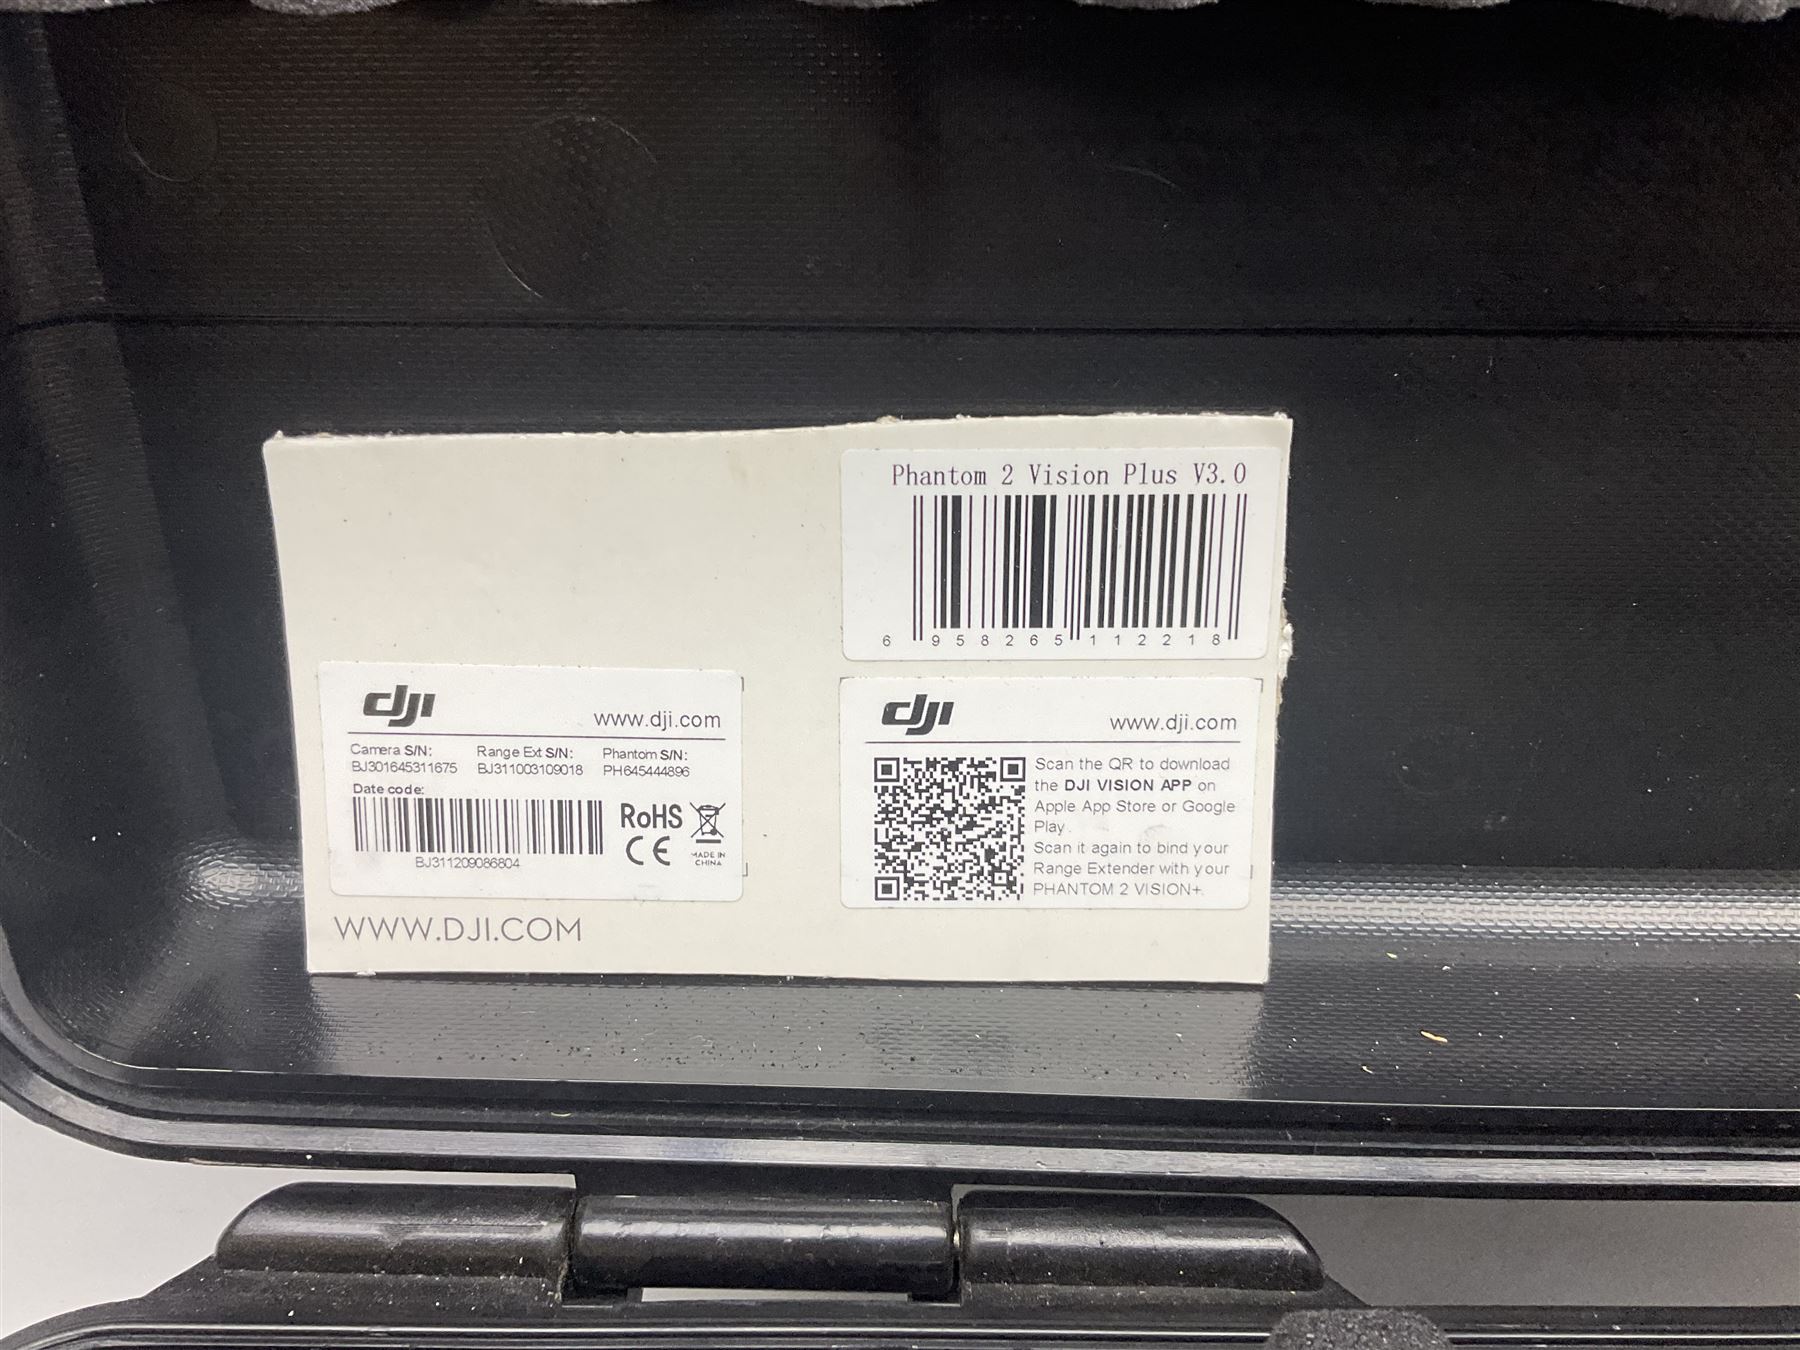 Phantom 2 Vision Plus V3.0
6 958265 112218
dji
www.dji.com
Camera S/N: Range Ext S/N: Phantom S/N:
BJ301645311675 BJ311003109018 PH645444896
Date code:
RoHS
CE
MADE IN
CHINA
BJ311209086804
WWW.DJI.COM
dji
www.dji.com
Scan the QR to download
the DJI VISION APP on
Apple App Store or Google
Play.
Scan it again to bind your
Range Extender with your
PHANTOM 2 VISION+.